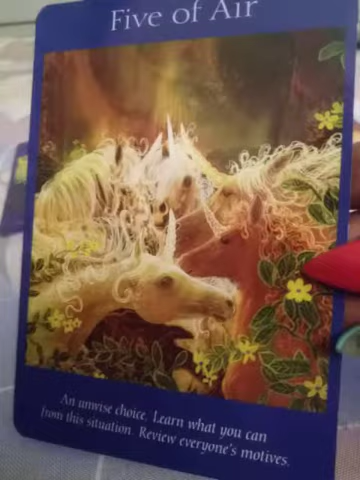 Five of Air
An unwise choice. Learn what you can
from this situation. Review everyone's motives.